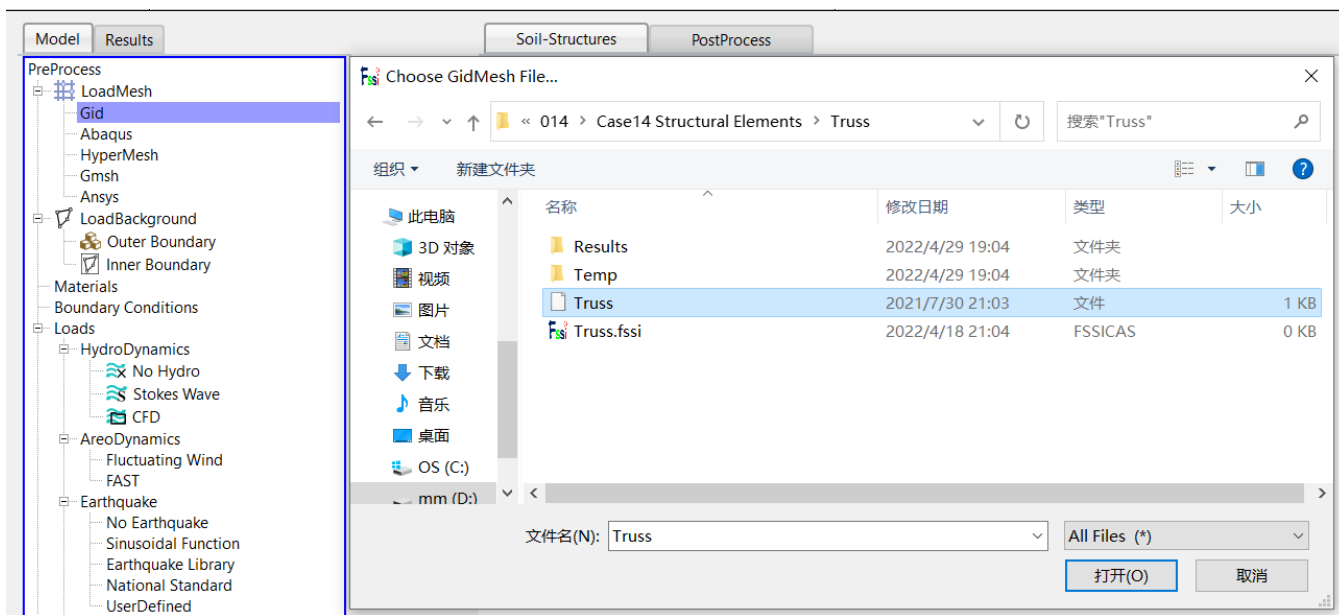 Model Results
PreProcess
LoadMesh
Gid
Abaqus
HyperMesh
Gmsh
Ansys
LoadBackground
Outer Boundary
Inner Boundary
Materials
Boundary Conditions
Loads
HydroDynamics
No Hydro
Stokes Wave
CFD
AreoDynamics
Fluctuating Wind
FAST
Earthquake
No Earthquake
Sinusoidal Function
Earthquake Library
National Standard
UserDefined
Soil-Structures PostProcess
Fssi Choose GidMesh File...
« 014 > Case14 Structural Elements > Truss
搜索"Truss"
组织 新建文件夹
此电脑
3D 对象
视频
图片
文档
下载
音乐
桌面
OS (C:)
mm (D:)
名称 修改日期 类型 大小
Results 2022/4/29 19:04 文件夹
Temp 2022/4/29 19:04 文件夹
Truss 2021/7/30 21:03 文件 1 KB
Fssi Truss.fssi 2022/4/18 21:04 FSSICAS 0 KB
文件名(N): Truss All Files (*)
打开(O) 取消